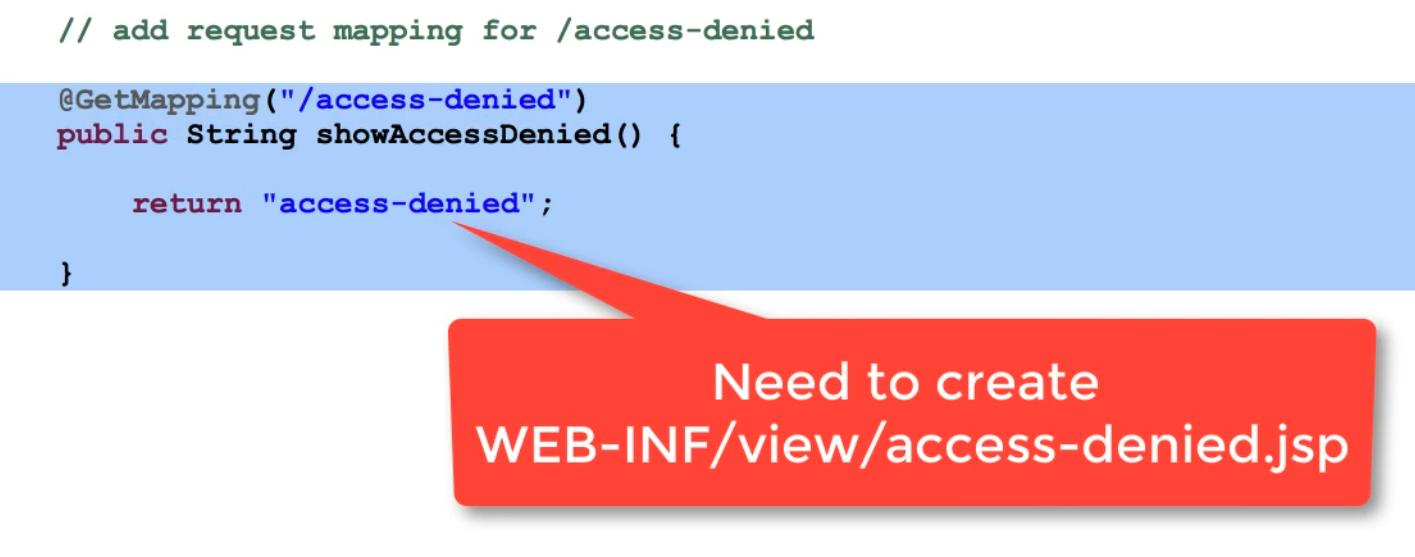 // add request mapping for /access-denied
@GetMapping("/access-denied")
public String showAccessDenied() {
return "access-denied";
}
Need to create
WEB-INF/view/access-denied.jsp